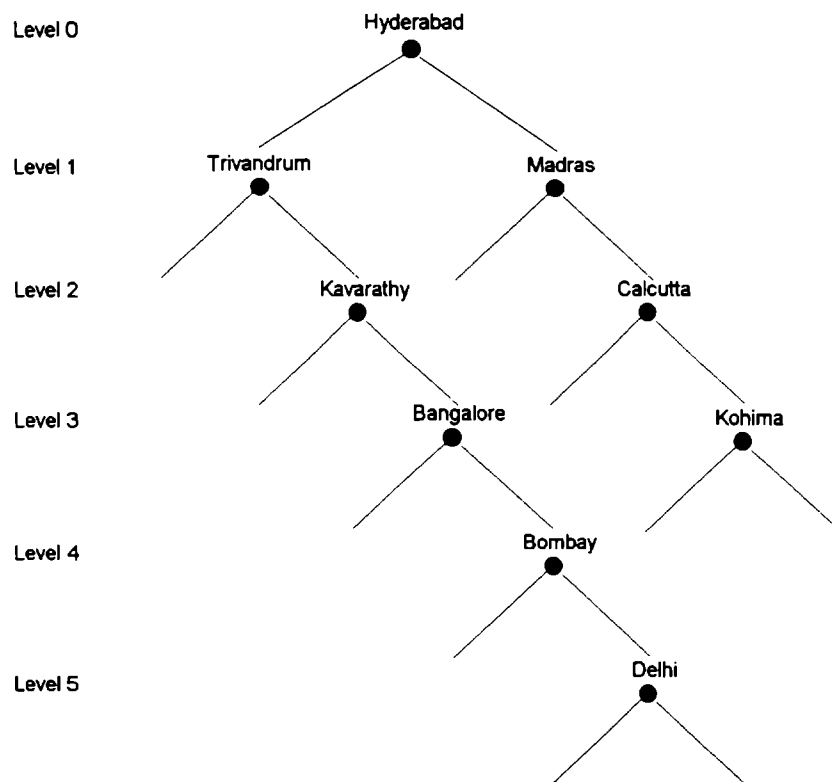 Level 0
Hyderabad
Level 1
Trivandrum
Madras
Level 2
Kavarathy
Calcutta
Level 3
Bangalore
Kohima
Level 4
Bombay
Level 5
Delhi